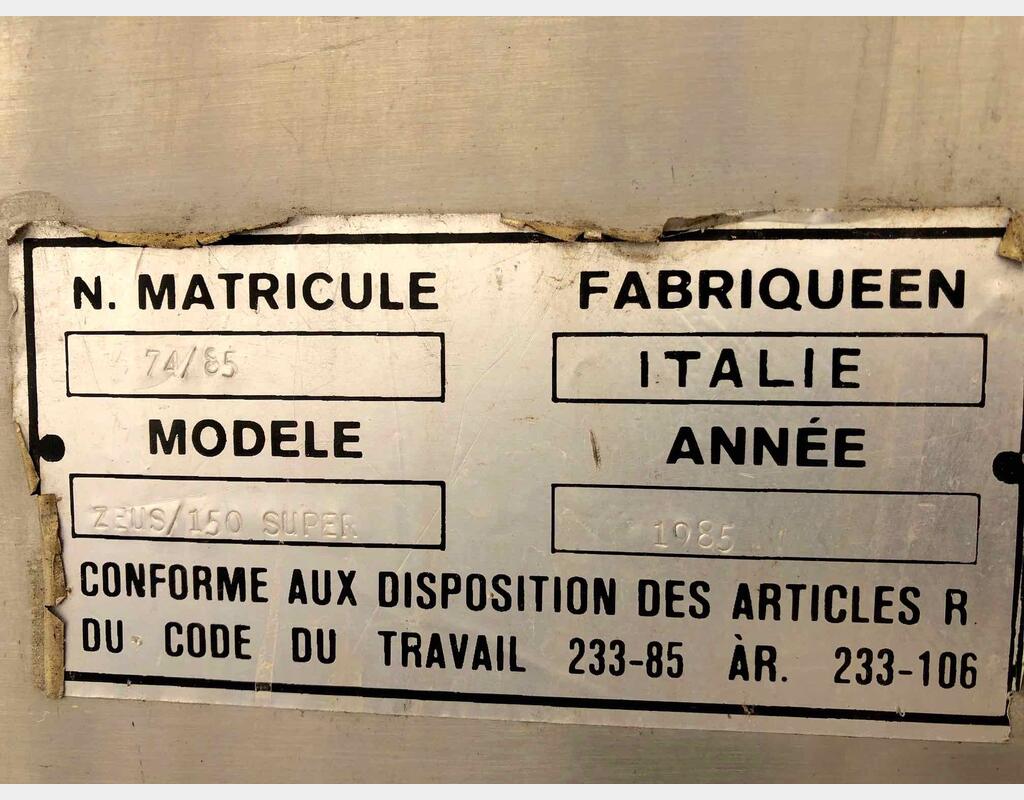 N. MATRICULE FABRIQUEEN
74/85 ITALIE
MODELE ANNÉE
ZEUS/150 SUPER 1985
CONFORME AUX DISPOSITION DES ARTICLES R
DU CODE DU TRAVAIL 233-85 ÀR. 233-106